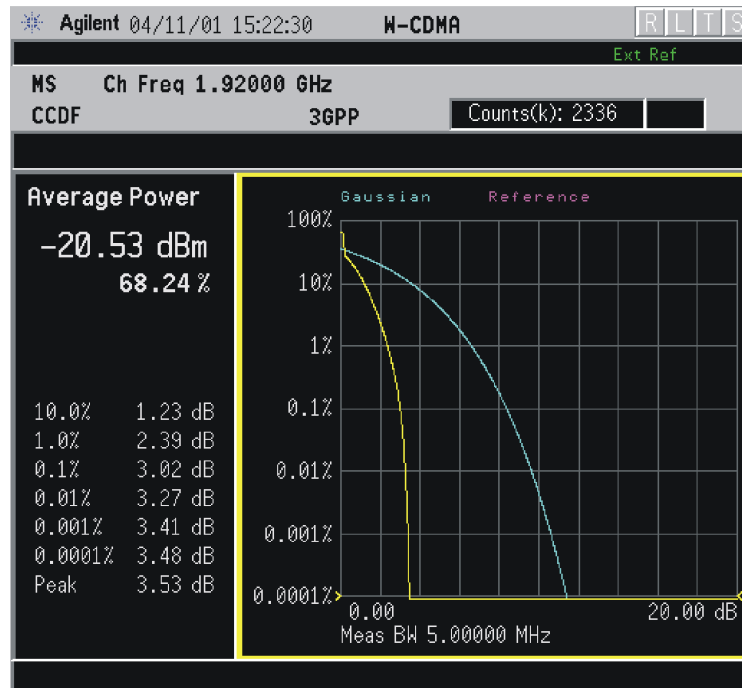 Agilent 04/11/01 15:22:30 W-CDMA R L T S
Ext Ref
MS Ch Freq 1.92000 GHz
CCDF 3GPP Counts(k): 2336
Average Power
-20.53 dBm
68.24 %
10.0% 1.23 dB
1.0% 2.39 dB
0.1% 3.02 dB
0.01% 3.27 dB
0.001% 3.41 dB
0.0001% 3.48 dB
Peak 3.53 dB
Gaussian Reference
100%
10%
1%
0.1%
0.01%
0.001%
0.0001%
0.00 20.00 dB
Meas BW 5.00000 MHz